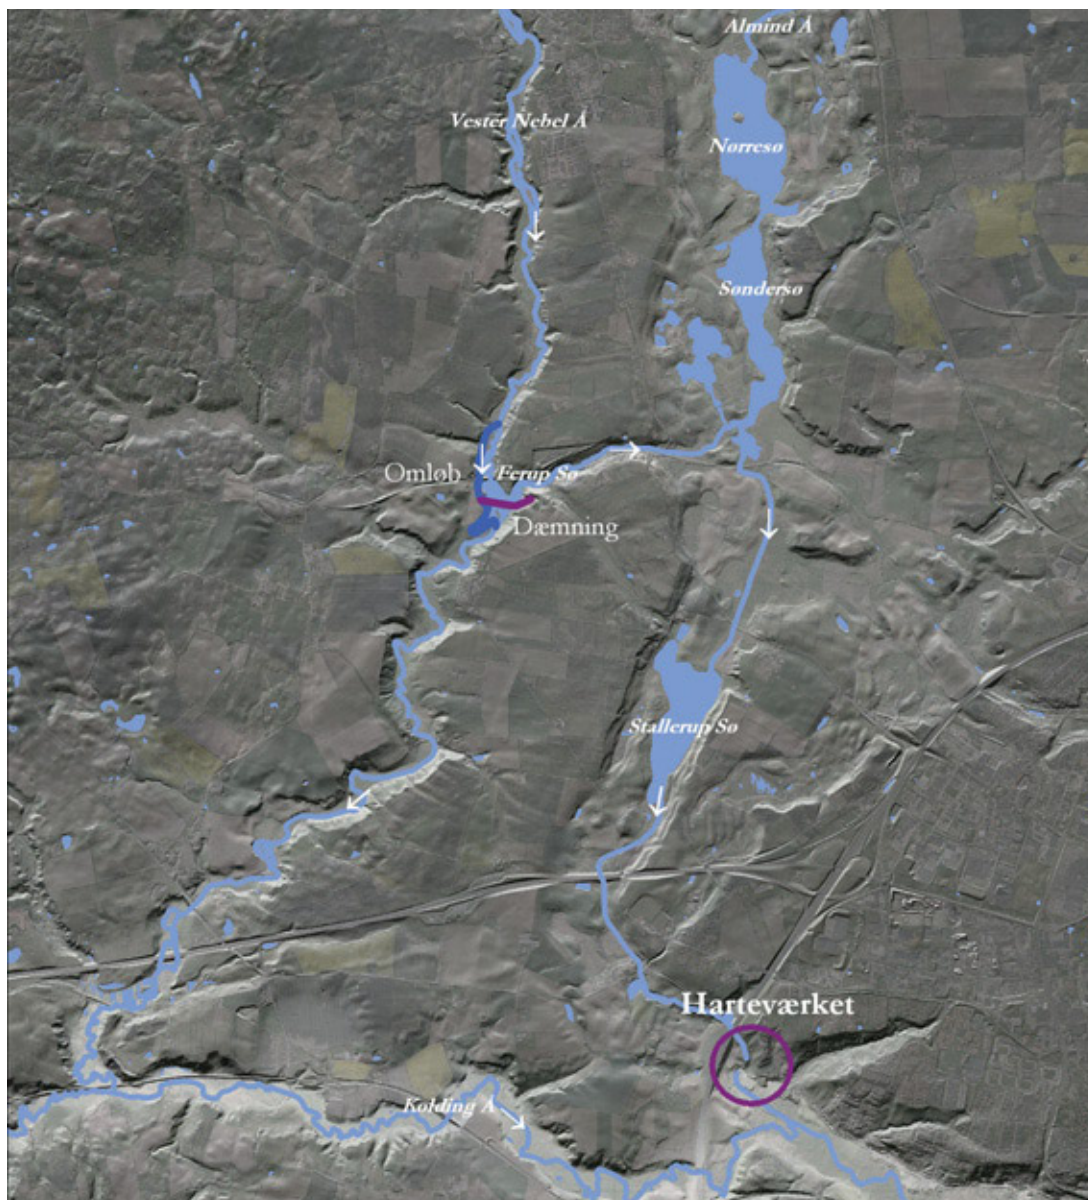 Almind Å
Vester Nebel Å
Nørresø
Søndersø
Omløb
Ferup Sø
Dæmning
Stallerup Sø
Harteværket
Kolding Å